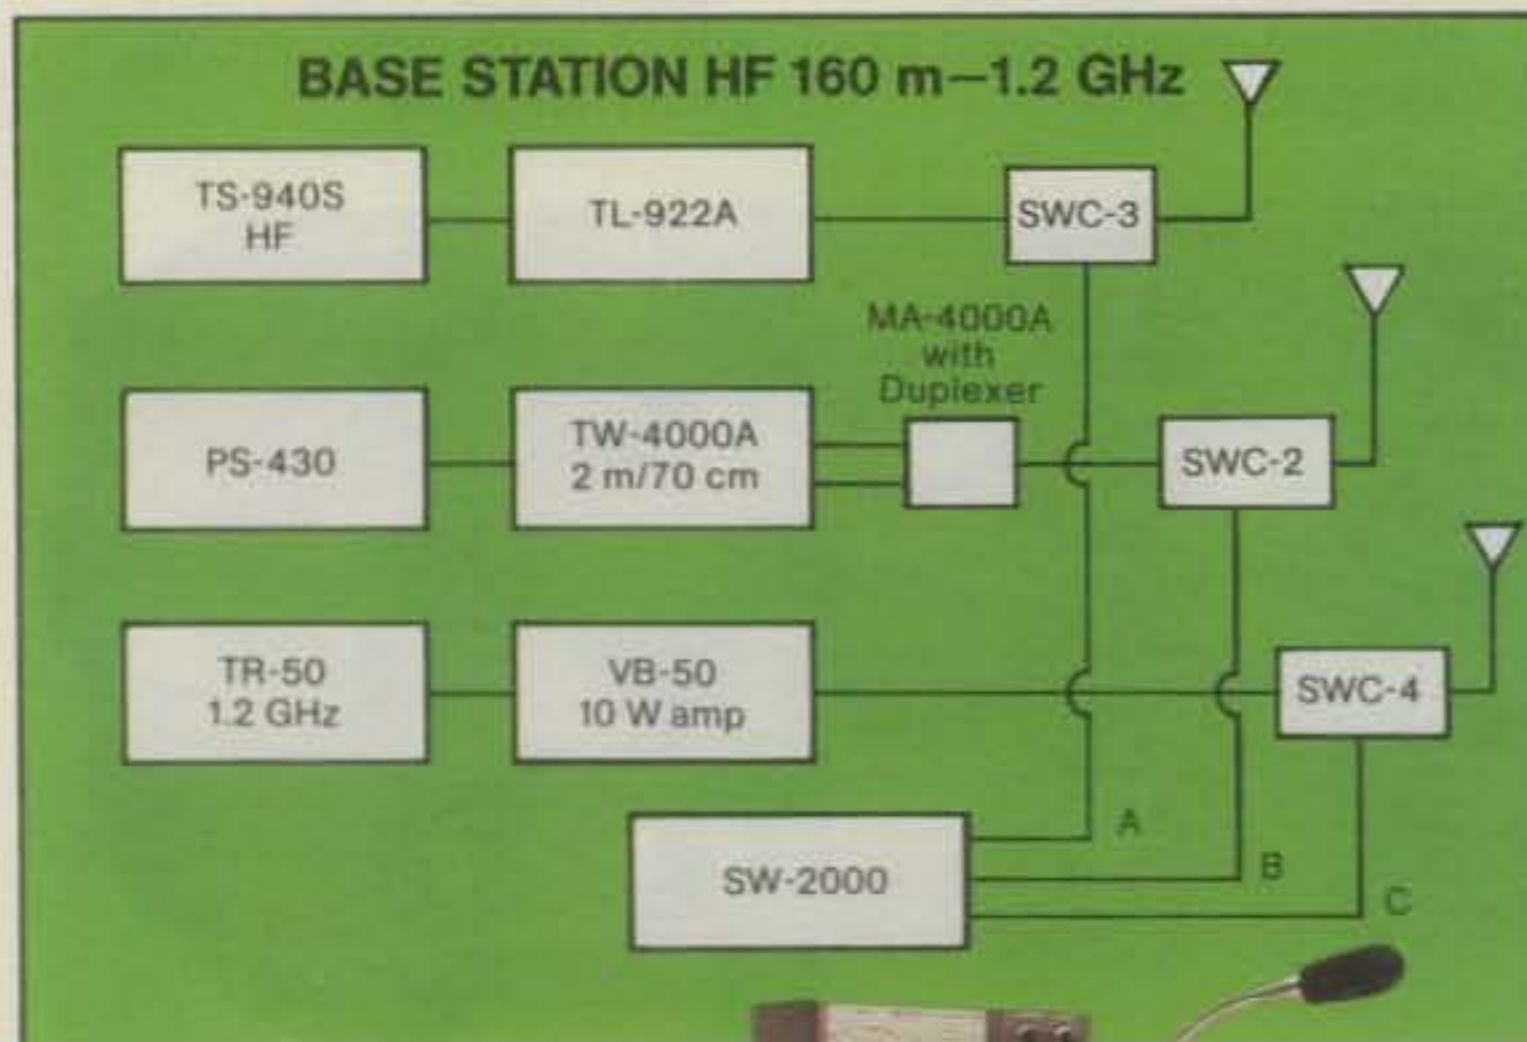 BASE STATION HF 160 m—1.2 GHz
TS-940S
HF
TL-922A
SWC-3
MA-4000A
with
Duplexer
PS-430
TW-4000A
2 m/70 cm
SWC-2
TR-50
1.2 GHz
VB-50
10 W amp
SWC-4
SW-2000
A
B
C